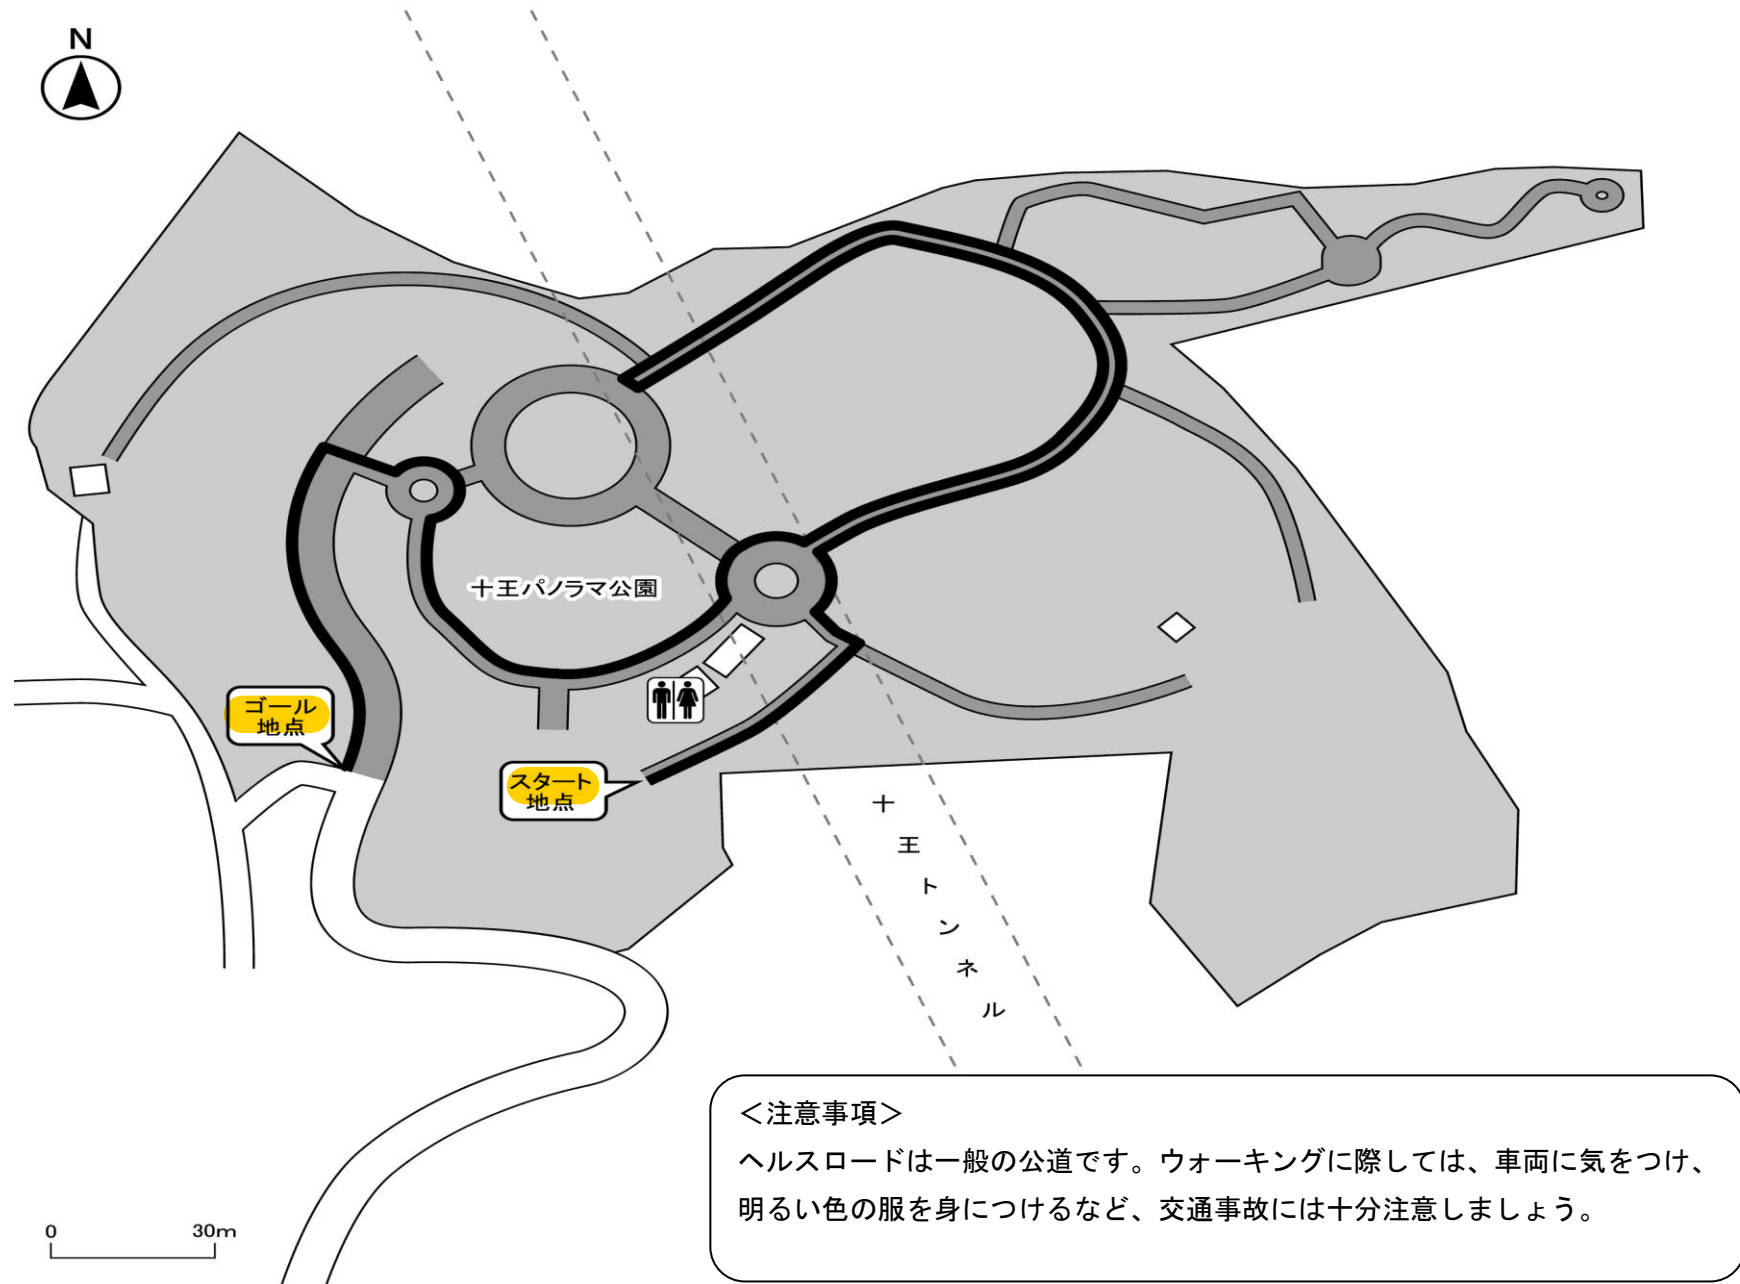 N
十王パノラマ公園
ゴール
地点
スタート
地点
十王トンネル
＜注意事項＞
ヘルスロードは一般の公道です。ウォーキングに際しては、車両に気をつけ、
明るい色の服を身につけるなど、交通事故には十分注意しましょう。
0 30m